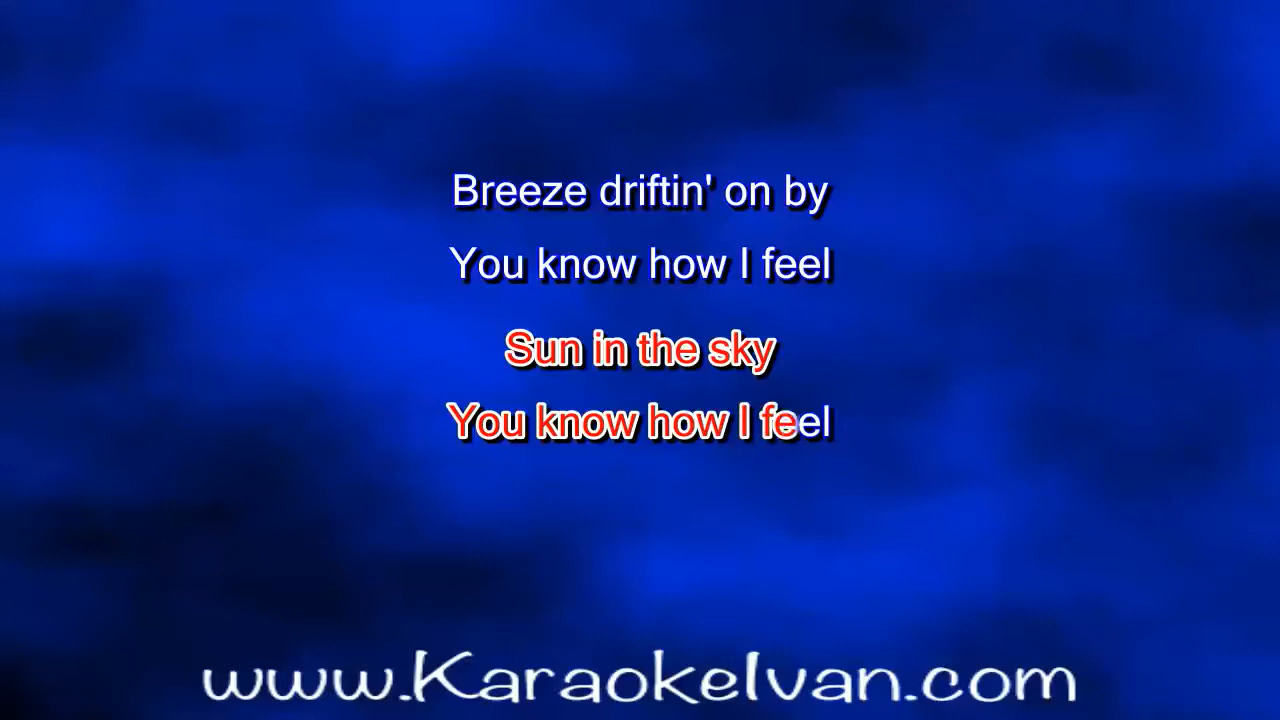 Breeze driftin' on by
You know how I feel
Sun in the sky
You know how I feel
www.KaraokeIvan.com